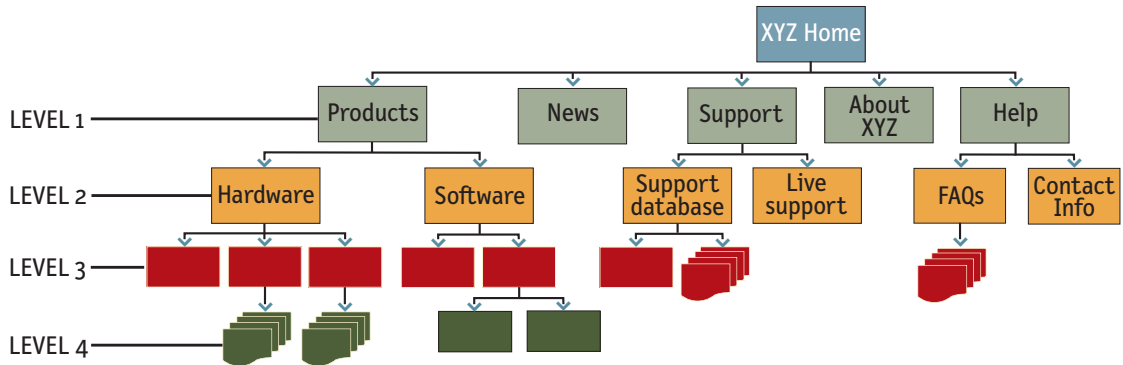 XYZ Home
LEVEL 1
Products
News
Support
About
XYZ
Help
LEVEL 2
Hardware
Software
Support
database
Live
support
FAQs
Contact
Info
LEVEL 3
LEVEL 4